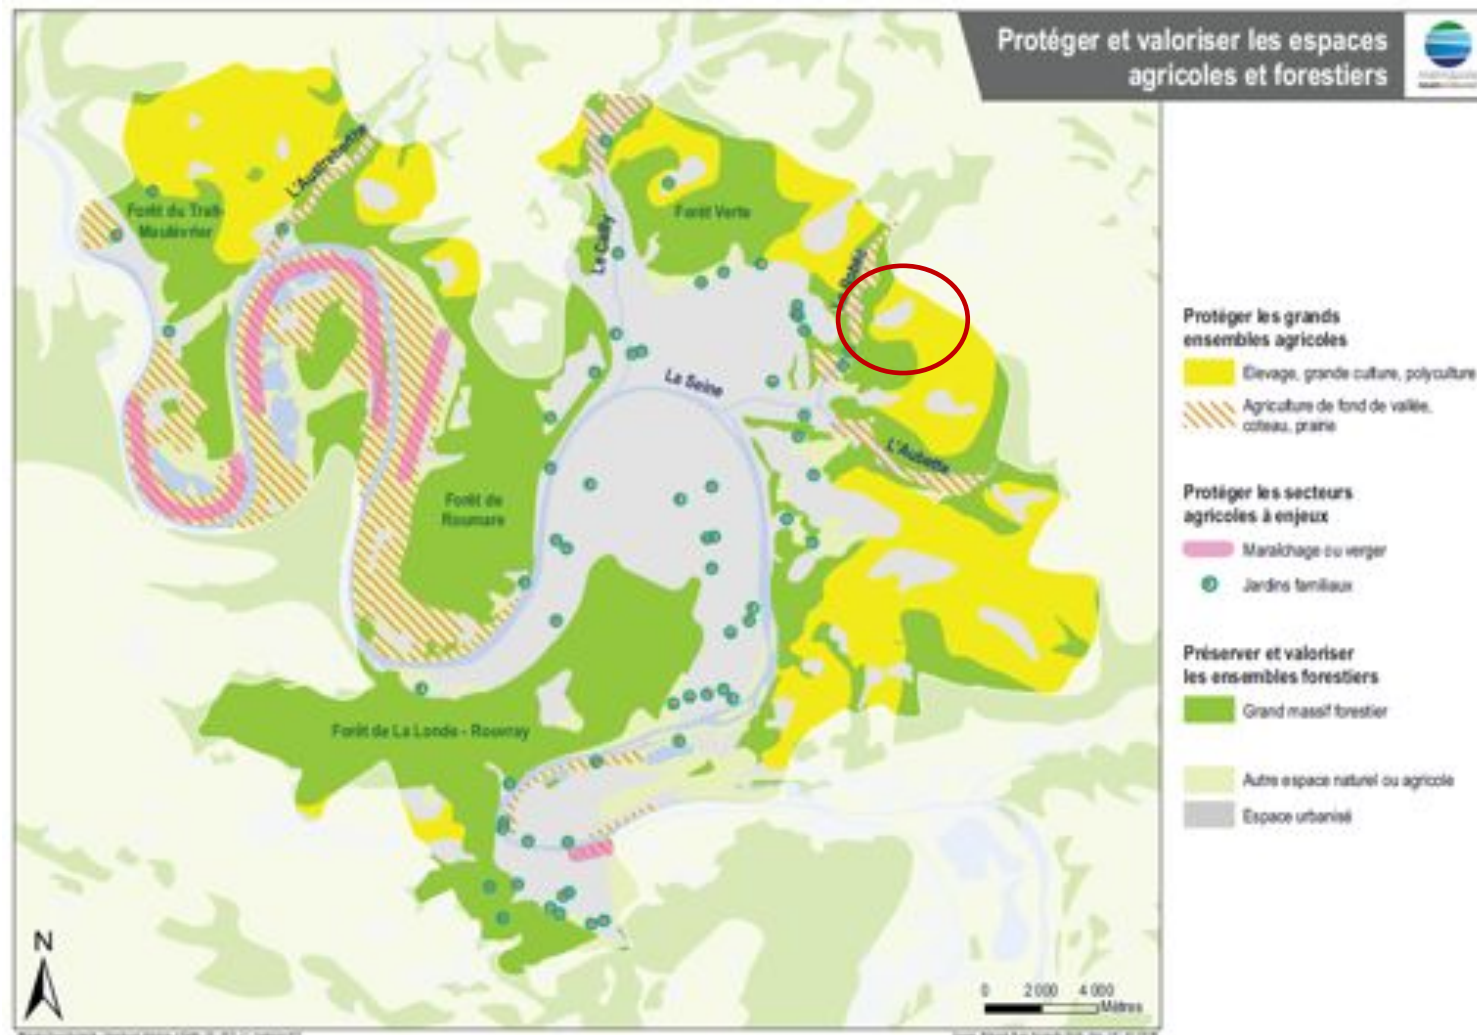 Protéger et valoriser les espaces
agricoles et forestiers
L'Austreberthe
Forêt du Trait-
Maulévrier
Le Cailly
Forêt Verte
La Seine
L'Aubette
Forêt de
Roumare
Forêt de La Londe - Rouvray
N
0 2 000 4 000
Mètres
Protéger les grands
ensembles agricoles
Elevage, grande culture, polyculture
Agriculture de fond de vallée,
coteau, prairie
Protéger les secteurs
agricoles à enjeux
Maraîchage ou verger
Jardins familiaux
Préserver et valoriser
les ensembles forestiers
Grand massif forestier
Autre espace naturel ou agricole
Espace urbanisé